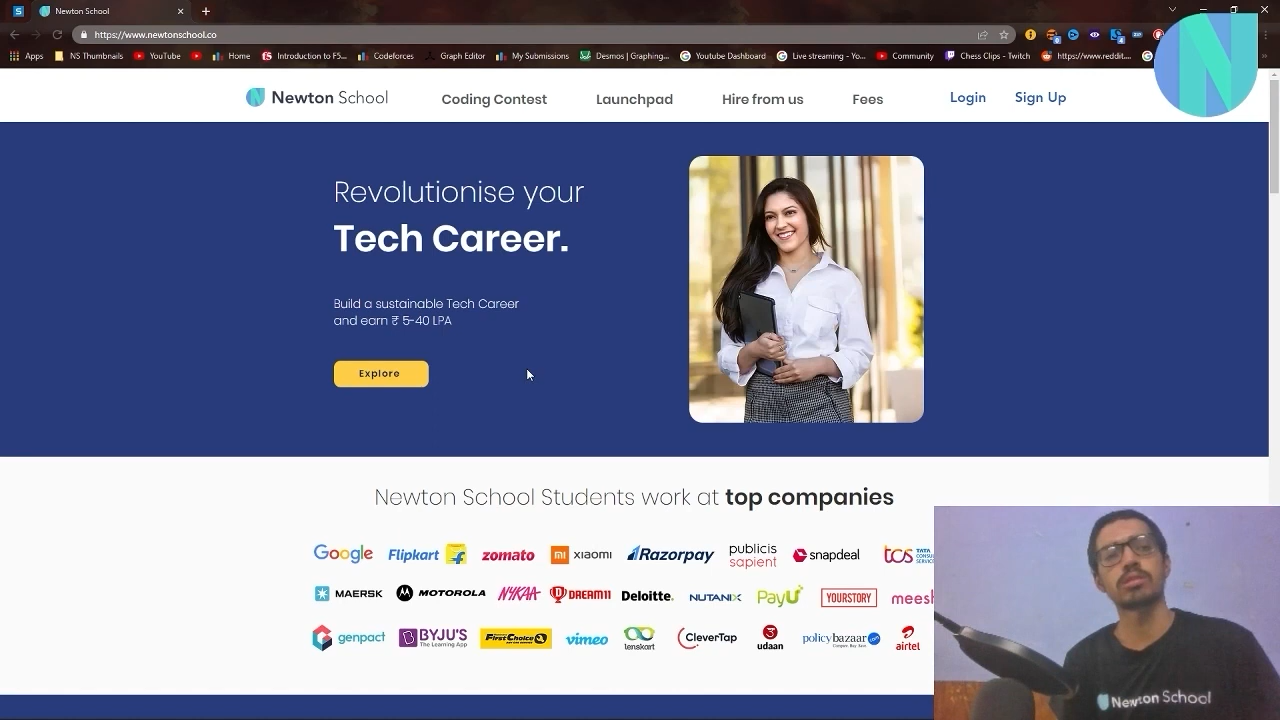 Newton School
https://www.newtonschool.co
Apps
NS Thumbnails
YouTube
Home
Introduction to F5...
Codeforces
Graph Editor
My Submissions
Desmos | Graphing...
Youtube Dashboard
Live streaming - Yo...
Community
Chess Clips - Twitch
https://www.reddit....
Newton School
Coding Contest
Launchpad
Hire from us
Fees
Login
Sign Up
Revolutionise your
Tech Career.
Build a sustainable Tech Career
and earn ₹ 5-40 LPA
Explore
Newton School Students work at top companies
Google
Flipkart
zomato
mi xiaomi
Razorpay
publicis
sapient
snapdeal
tcs TATA
MAERSK
MOTOROLA
NYKAA
DREAM11
Deloitte.
NUTANIX
PayU
YOURSTORY
meesh
genpact
BYJU'S
The Learning App
FirstChoice
vimeo
lenskart
CleverTap
udaan
policybazaar
airtel
Newton School